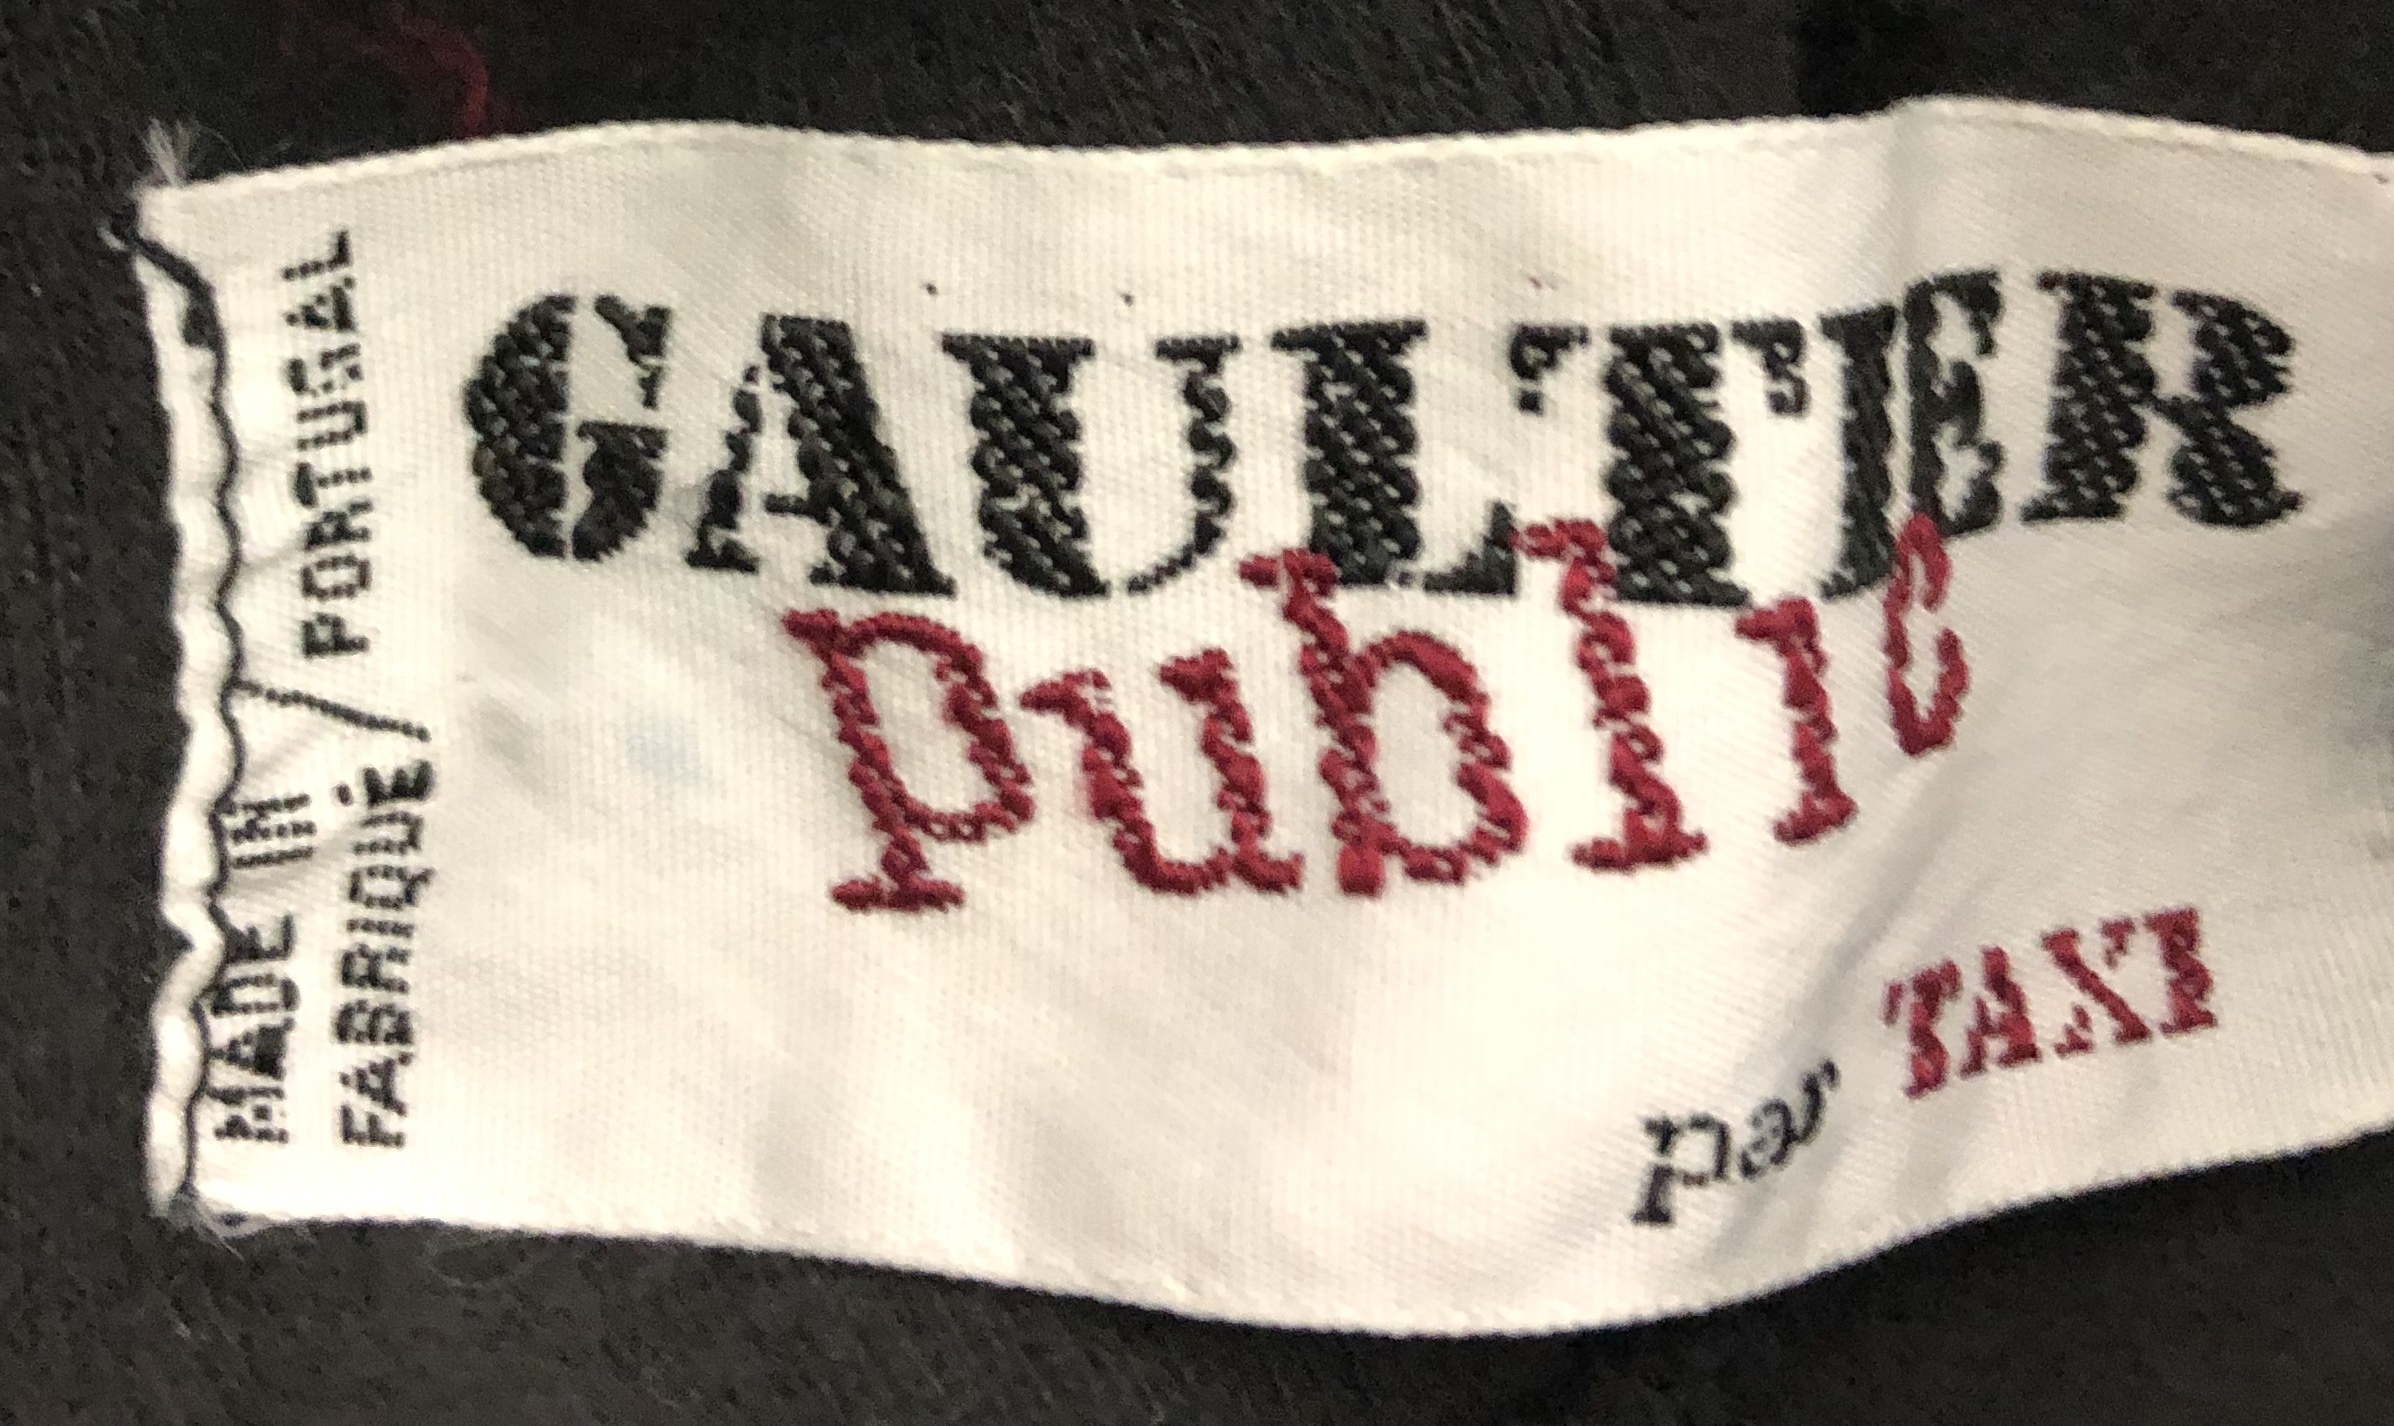 GAULTIER
Public
par TAXI
MADE IN / PORTUGAL
FABRIQUÉ /